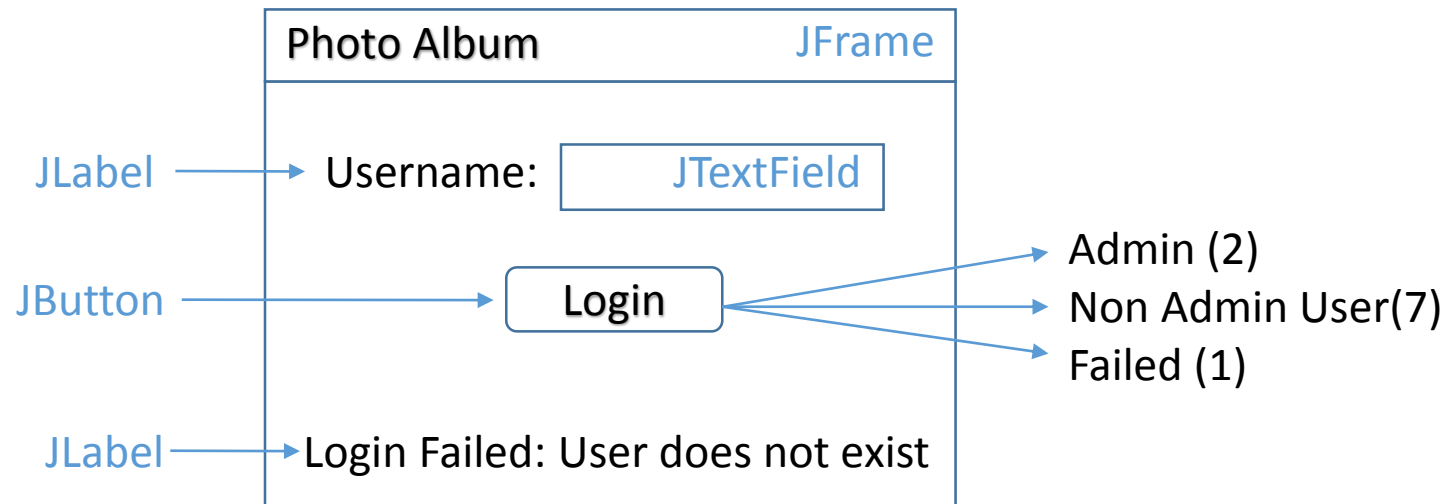 Photo Album JFrame
JLabel Username: JTextField
Admin (2)
JButton Login Non Admin User(7)
Failed (1)
JLabel Login Failed: User does not exist